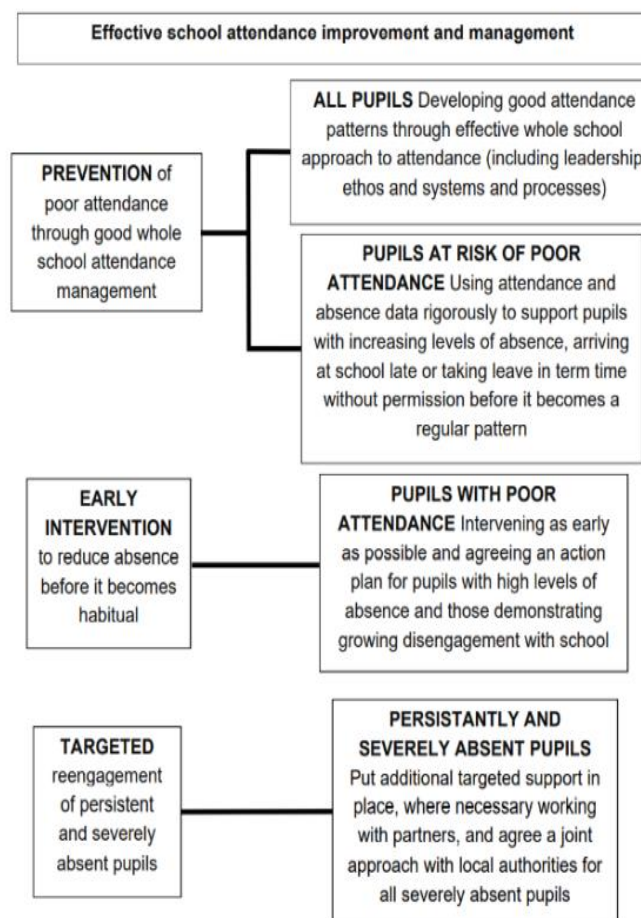 Effective school attendance improvement and management
ALL PUPILS Developing good attendance
patterns through effective whole school
approach to attendance (including leadership
ethos and systems and processes)
PREVENTION of
poor attendance
through good whole
school attendance
management
PUPILS AT RISK OF POOR
ATTENDANCE Using attendance and
absence data rigorously to support pupils
with increasing levels of absence, arriving
at school late or taking leave in term time
without permission before it becomes a
regular pattern
EARLY
INTERVENTION
to reduce absence
before it becomes
habitual
PUPILS WITH POOR
ATTENDANCE Intervening as early
as possible and agreeing an action
plan for pupils with high levels of
absence and those demonstrating
growing disengagement with school
TARGETED
reengagement
of persistent
and severely
absent pupils
PERSISTANTLY AND
SEVERELY ABSENT PUPILS
Put additional targeted support in
place, where necessary working
with partners, and agree a joint
approach with local authorities for
all severely absent pupils